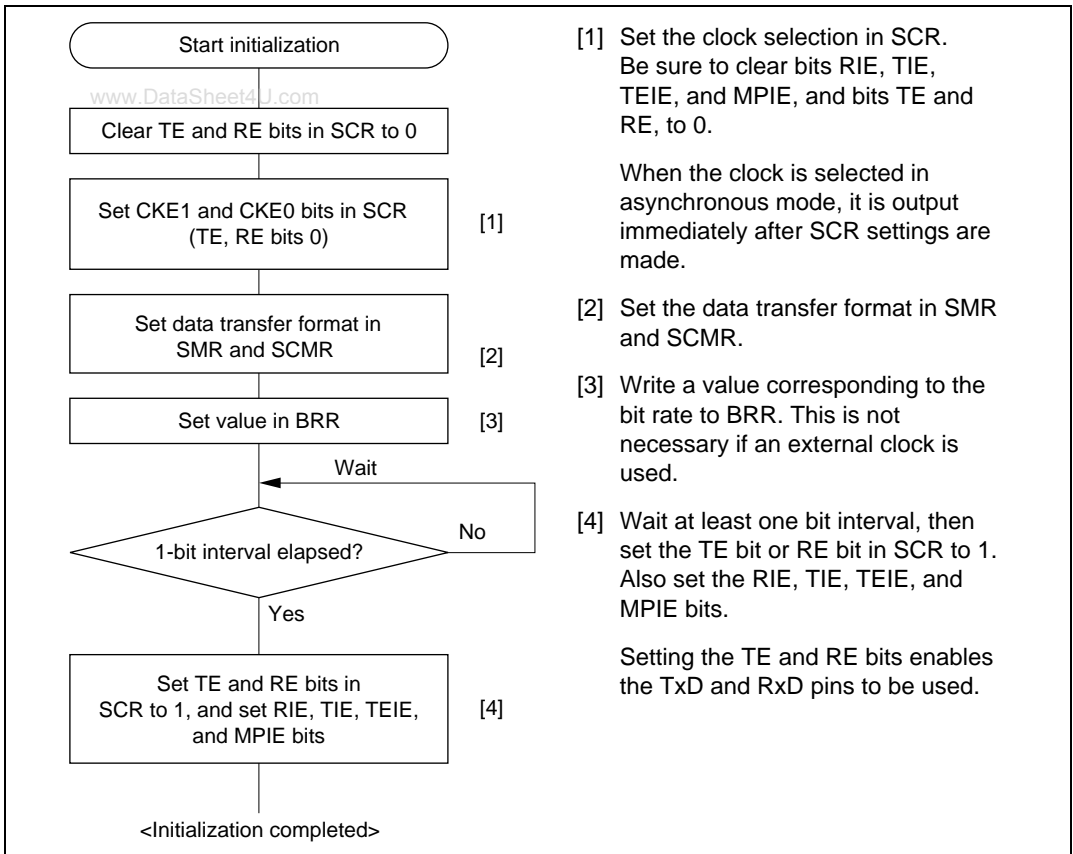 Start initialization
www.DataSheet4U.com
Clear TE and RE bits in SCR to 0
Set CKE1 and CKE0 bits in SCR
(TE, RE bits 0)
[1]
Set data transfer format in
SMR and SCMR
[2]
Set value in BRR
[3]
Wait
1-bit interval elapsed?
No
Yes
Set TE and RE bits in
SCR to 1, and set RIE, TIE, TEIE,
and MPIE bits
[4]
<Initialization completed>
[1] Set the clock selection in SCR.
Be sure to clear bits RIE, TIE,
TEIE, and MPIE, and bits TE and
RE, to 0.
When the clock is selected in
asynchronous mode, it is output
immediately after SCR settings are
made.
[2] Set the data transfer format in SMR
and SCMR.
[3] Write a value corresponding to the
bit rate to BRR. This is not
necessary if an external clock is
used.
[4] Wait at least one bit interval, then
set the TE bit or RE bit in SCR to 1.
Also set the RIE, TIE, TEIE, and
MPIE bits.
Setting the TE and RE bits enables
the TxD and RxD pins to be used.